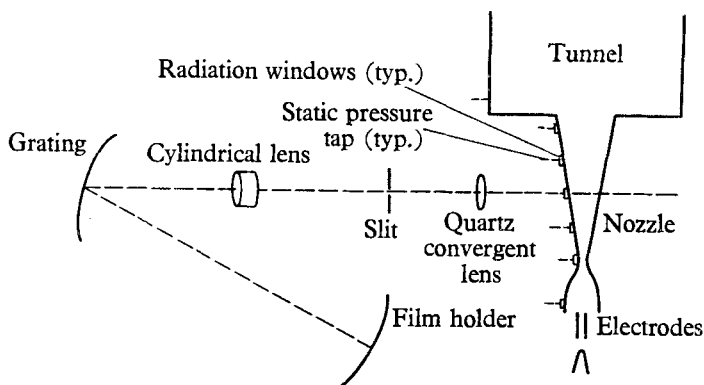 Tunnel
Radiation windows (typ.)
Static pressure
tap (typ.)
Grating
Cylindrical lens
Slit
Quartz
convergent
lens
Nozzle
Film holder
Electrodes